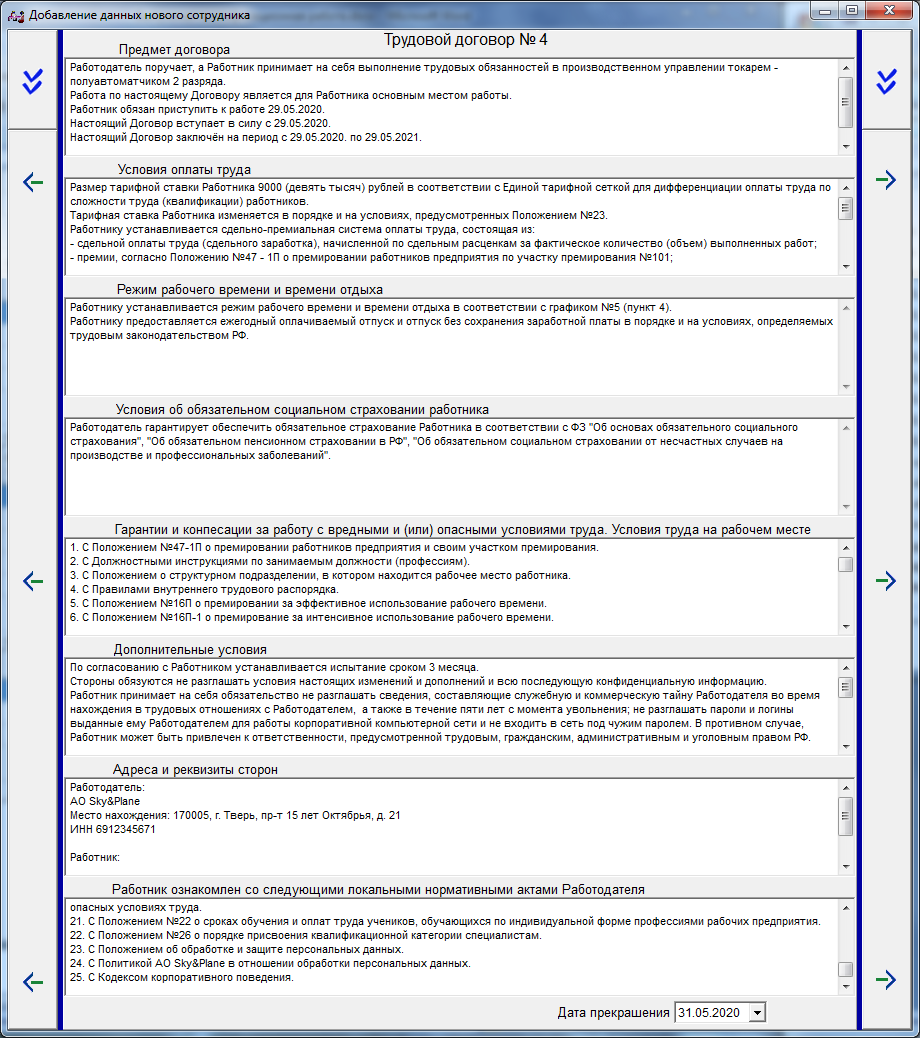 Добавление данных нового сотрудника
Трудовой договор № 4
Предмет договора
Работодатель поручает, а Работник принимает на себя выполнение трудовых обязанностей в производственном управлении токарем -
полуавтоматчиком 2 разряда.
Работа по настоящему Договору является для Работника основным местом работы.
Работник обязан приступить к работе 29.05.2020.
Настоящий Договор вступает в силу с 29.05.2020.
Настоящий Договор заключён на период с 29.05.2020. по 29.05.2021.
Условия оплаты труда
Размер тарифной ставки Работника 9000 (девять тысяч) рублей в соответствии с Единой тарифной сеткой для дифференциации оплаты труда по
сложности труда (квалификации) работников.
Тарифная ставка Работника изменяется в порядке и на условиях, предусмотренных Положением №23.
Работнику устанавливается сдельно-премиальная система оплаты труда, состоящая из:
- сдельной оплаты труда (сдельного заработка), начисленной по сдельным расценкам за фактическое количество (объем) выполненных работ;
- премии, согласно Положению №47 - 1П о премировании работников предприятия по участку премирования №101;
Режим рабочего времени и времени отдыха
Работнику устанавливается режим рабочего времени и времени отдыха в соответствии с графиком №5 (пункт 4).
Работнику предоставляется ежегодный оплачиваемый отпуск и отпуск без сохранения заработной платы в порядке и на условиях, определяемых
трудовым законодательством РФ.
Условия об обязательном социальном страховании работника
Работодатель гарантирует обеспечить обязательное страхование Работника в соответствии с ФЗ "Об основах обязательного социального
страхования", "Об обязательном пенсионном страховании в РФ", "Об обязательном социальном страховании от несчастных случаев на
производстве и профессиональных заболеваний".
Гарантии и конпесации за работу с вредными и (или) опасными условиями труда. Условия труда на рабочем месте
1. С Положением №47-1П о премировании работников предприятия и своим участком премирования.
2. С Должностными инструкциями по занимаемым должности (профессиям).
3. С Положением о структурном подразделении, в котором находится рабочее место работника.
4. С Правилами внутреннего трудового распорядка.
5. С Положением №16П о премировании за эффективное использование рабочего времени.
6. С Положением №16П-1 о премирование за интенсивное использование рабочего времени.
Дополнительные условия
По согласованию с Работником устанавливается испытание сроком 3 месяца.
Стороны обязуются не разглашать условия настоящих изменений и дополнений и всю последующую конфиденциальную информацию.
Работник принимает на себя обязательство не разглашать сведения, составляющие служебную и коммерческую тайну Работодателя во время
нахождения в трудовых отношениях с Работодателем, а также в течение пяти лет с момента увольнения; не разглашать пароли и логины
выданные ему Работодателем для работы корпоративной компьютерной сети и не входить в сеть под чужим паролем. В противном случае,
Работник может быть привлечен к ответственности, предусмотренной трудовым, гражданским, административным и уголовным правом РФ.
Адреса и реквизиты сторон
Работодатель:
АО Sky&Plane
Место нахождения: 170005, г. Тверь, пр-т 15 лет Октябрья, д. 21
ИНН 6912345671
Работник:
Работник ознакомлен со следующими локальными нормативными актами Работодателя
опасных условиях труда.
21. С Положением №22 о сроках обучения и оплат труда учеников, обучающихся по индивидуальной форме профессиями рабочих предприятия.
22. С Положением №26 о порядке присвоения квалификационной категории специалистам.
23. С Положением об обработке и защите персональных данных.
24. С Политикой АО Sky&Plane в отношении обработки персональных данных.
25. С Кодексом корпоративного поведения.
Дата прекрашения 31.05.2020